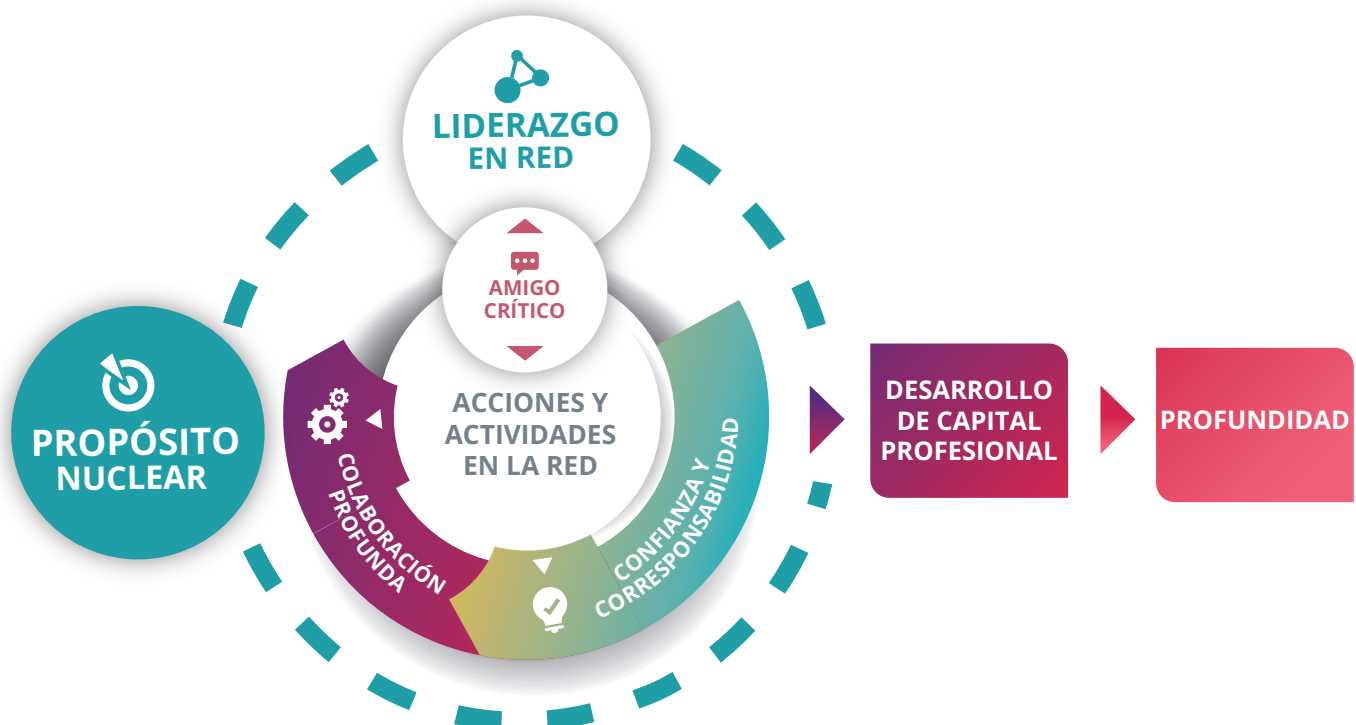 LIDERAZGO
EN RED
AMIGO
CRÍTICO
PROPÓSITO
NUCLEAR
ACCIONES Y
ACTIVIDADES
EN LA RED
COLABORACIÓN
PROFUNDA
CONFIANZA Y
CORRESPONSABILIDAD
DESARROLLO
DE CAPITAL
PROFESIONAL
PROFUNDIDAD